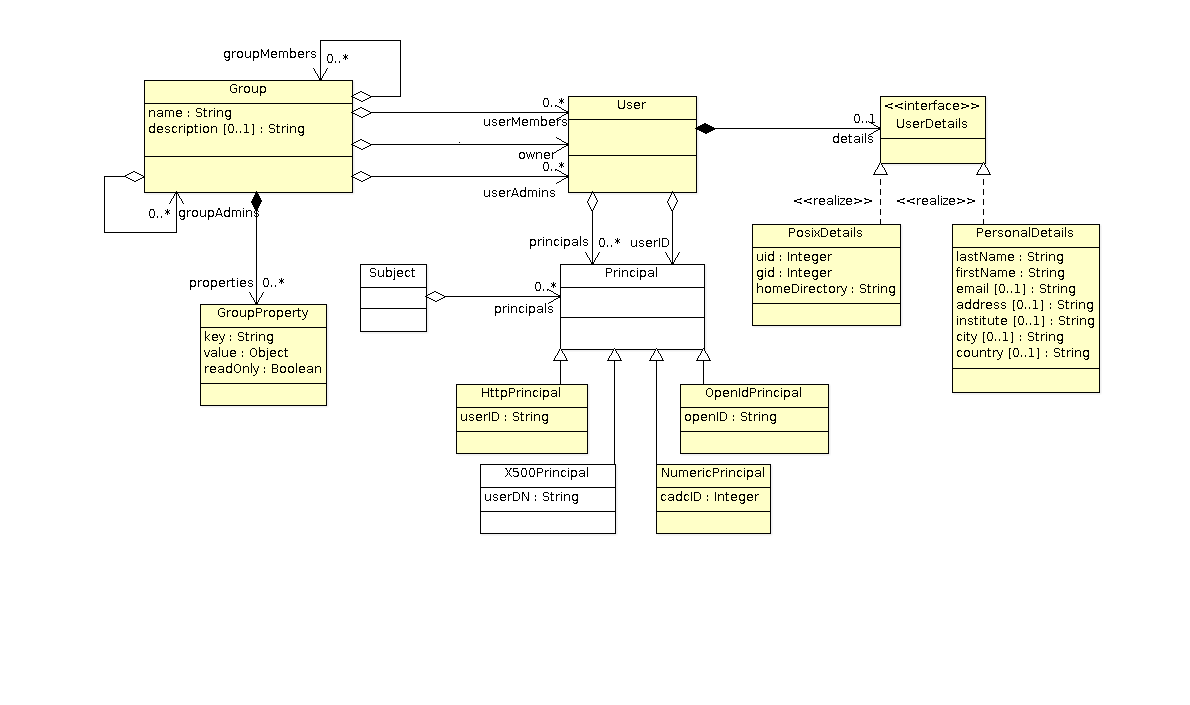 groupMembers
0..*
Group
name : String
description [0..1] : String
0..*
userMembers
owner
0..*
userAdmins
User
0..1
details
<<interface>>
UserDetails
0..*
groupAdmins
properties
0..*
GroupProperty
key : String
value : Object
readOnly : Boolean
principals
0..*
userID
<<realize>>
<<realize>>
Subject
0..*
principals
Principal
PosixDetails
uid : Integer
gid : Integer
homeDirectory : String
PersonalDetails
lastName : String
firstName : String
email [0..1] : String
address [0..1] : String
institute [0..1] : String
city [0..1] : String
country [0..1] : String
HttpPrincipal
userID : String
OpenIdPrincipal
openID : String
X500Principal
userDN : String
NumericPrincipal
cadcID : Integer